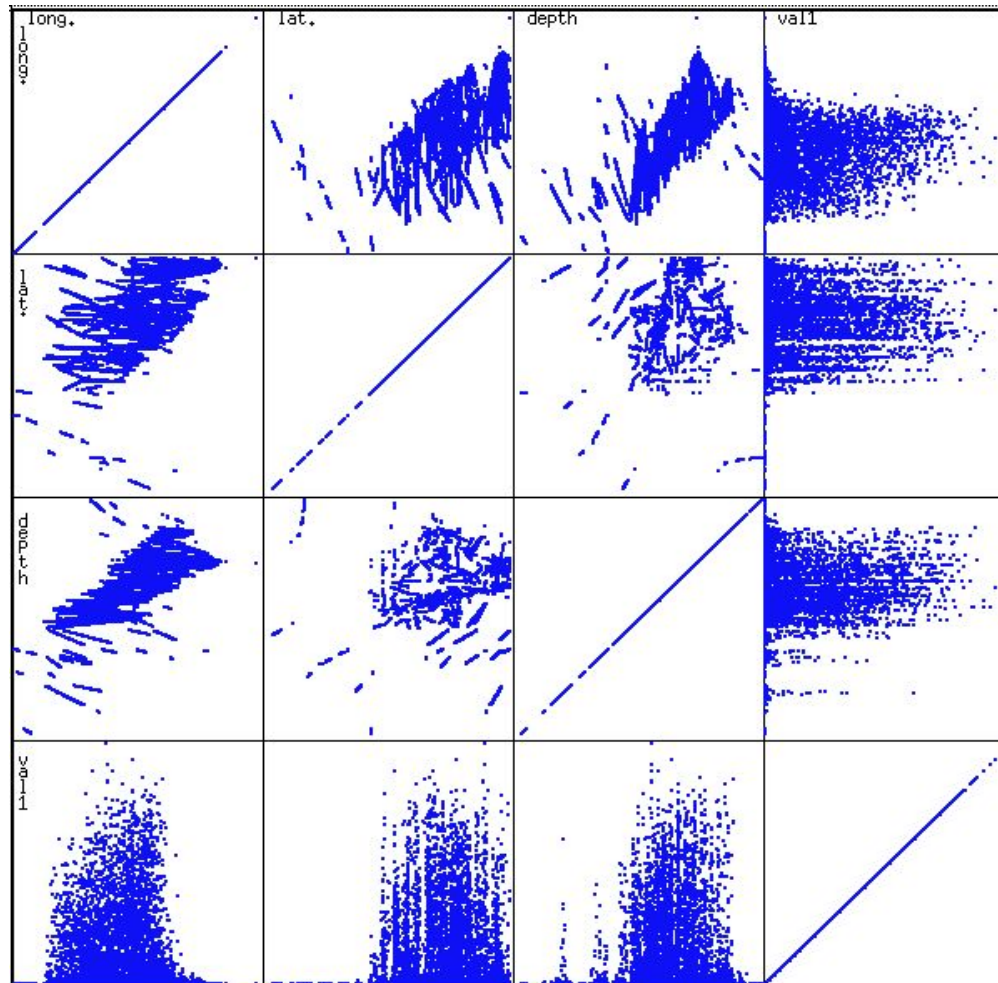 long.
lat.
depth
val1
long.
lat.
depth
val1